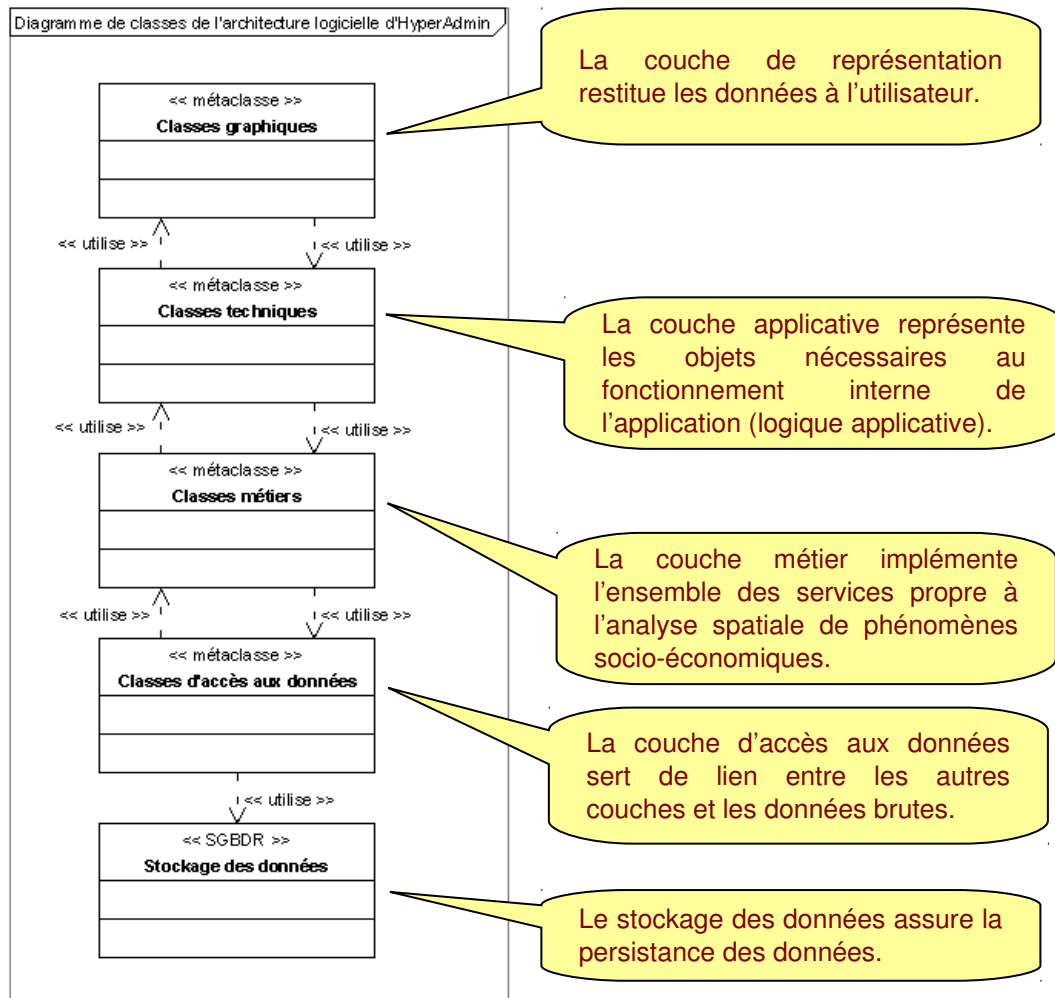 Diagramme de classes de l'architecture logicielle d'HyperAdmin
La couche de représentation
restitue les données à l'utilisateur.
<< métaclasse >>
Classes graphiques
<< utilise >>
<< utilise >>
<< métaclasse >>
Classes techniques
La couche applicative représente
les objets nécessaires au
fonctionnement interne de
l'application (logique applicative).
<< utilise >>
<< utilise >>
<< métaclasse >>
Classes métiers
La couche métier implémente
l'ensemble des services propre à
l'analyse spatiale de phénomènes
socio-économiques.
<< utilise >>
<< utilise >>
<< métaclasse >>
Classes d'accès aux données
La couche d'accès aux données
sert de lien entre les autres
couches et les données brutes.
<< utilise >>
<< SGBDR >>
Stockage des données
Le stockage des données assure la
persistance des données.